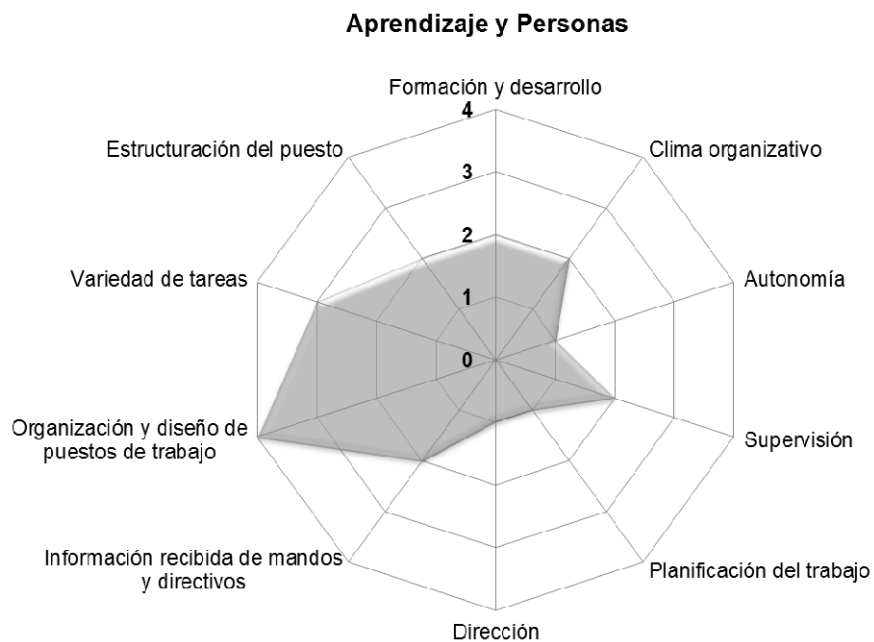 Aprendizaje y Personas
Formación y desarrollo
4
Clima organizativo
Estructuración del puesto
3
2
Variedad de tareas
Autonomía
1
0
Organización y diseño de
puestos de trabajo
Supervisión
Información recibida de mandos
y directivos
Planificación del trabajo
Dirección